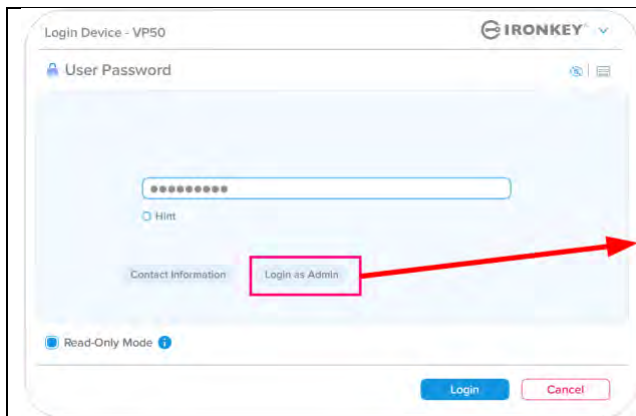 Login Device - VP50
IRONKEY
User Password
Hint
Contact Information
Login as Admin
Read-Only Mode
Login
Cancel